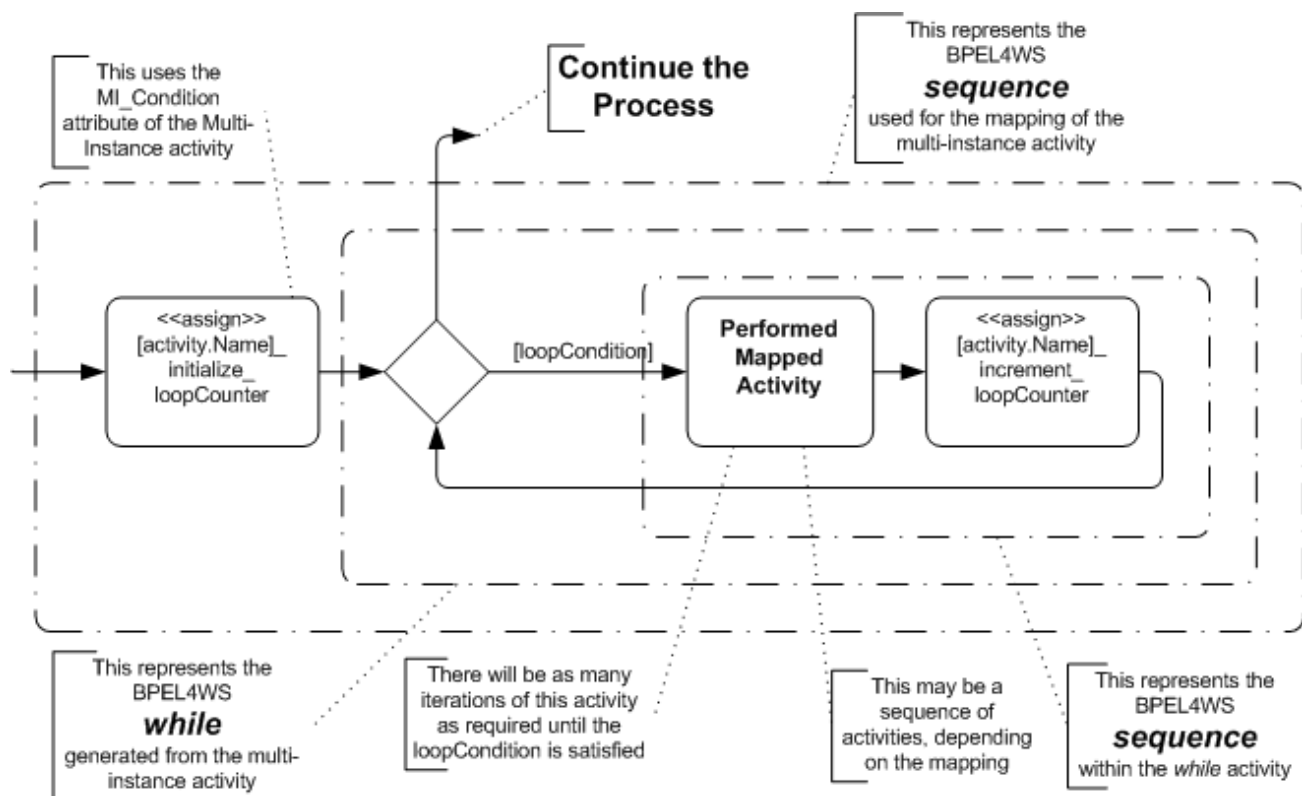 This uses the
MI_Condition
attribute of the Multi-
Instance activity
Continue the
Process
This represents the
BPEL4WS
sequence
used for the mapping of the
multi-instance activity
<<assign>>
[activity.Name]_
initialize_
loopCounter
[loopCondition]
Performed
Mapped
Activity
<<assign>>
[activity.Name]_
increment_
loopCounter
This represents the
BPEL4WS
while
generated from the multi-
instance activity
There will be as many
iterations of this activity
as required until the
loopCondition is satisfied
This may be a
sequence of
activities, depending
on the mapping
This represents the
BPEL4WS
sequence
within the while activity